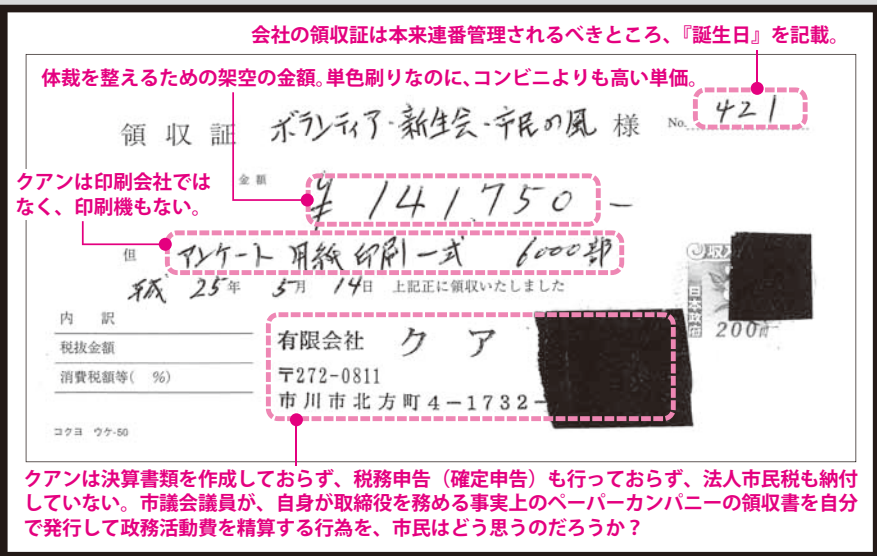 会社の領収証は本来連番管理されるべきところ、『誕生日』を記載。
体裁を整えるための架空の金額。単色刷りなのに、コンビニよりも高い単価。
領収証 ボランティア・新生会・市民の風 様 No. 421
クアンは印刷会社では
なく、印刷機もない。
金額 ¥141,750-
但 アンケート用紙印刷一式 6000部
平成 25年 5月 14日 上記正に領収いたしました
収入
日本政府
200円
内訳
税抜金額
消費税額等( %)
有限会社 クア
〒272-0811
市川市北方町4-1732-
コクヨ ウケ-50
クアンは決算書類を作成しておらず、税務申告(確定申告)も行っておらず、法人市民税も納付
していない。市議会議員が、自身が取締役を務める事実上のペーパーカンパニーの領収書を自分
で発行して政務活動費を精算する行為を、市民はどう思うのだろうか?